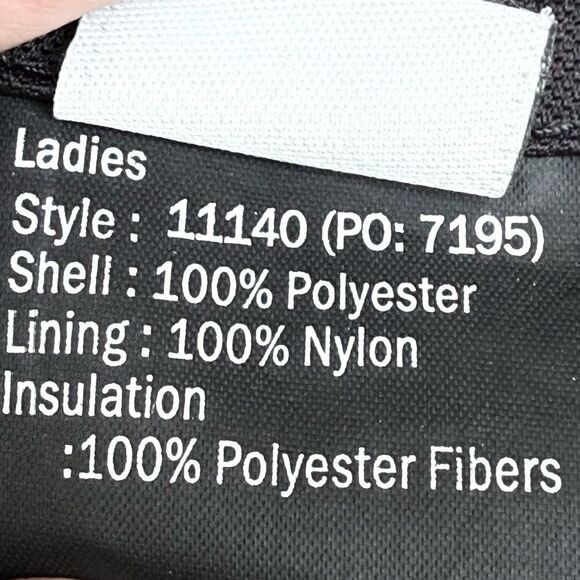 Ladies
Style : 11140 (PO: 7195)
Shell : 100% Polyester
Lining : 100% Nylon
Insulation
:100% Polyester Fibers